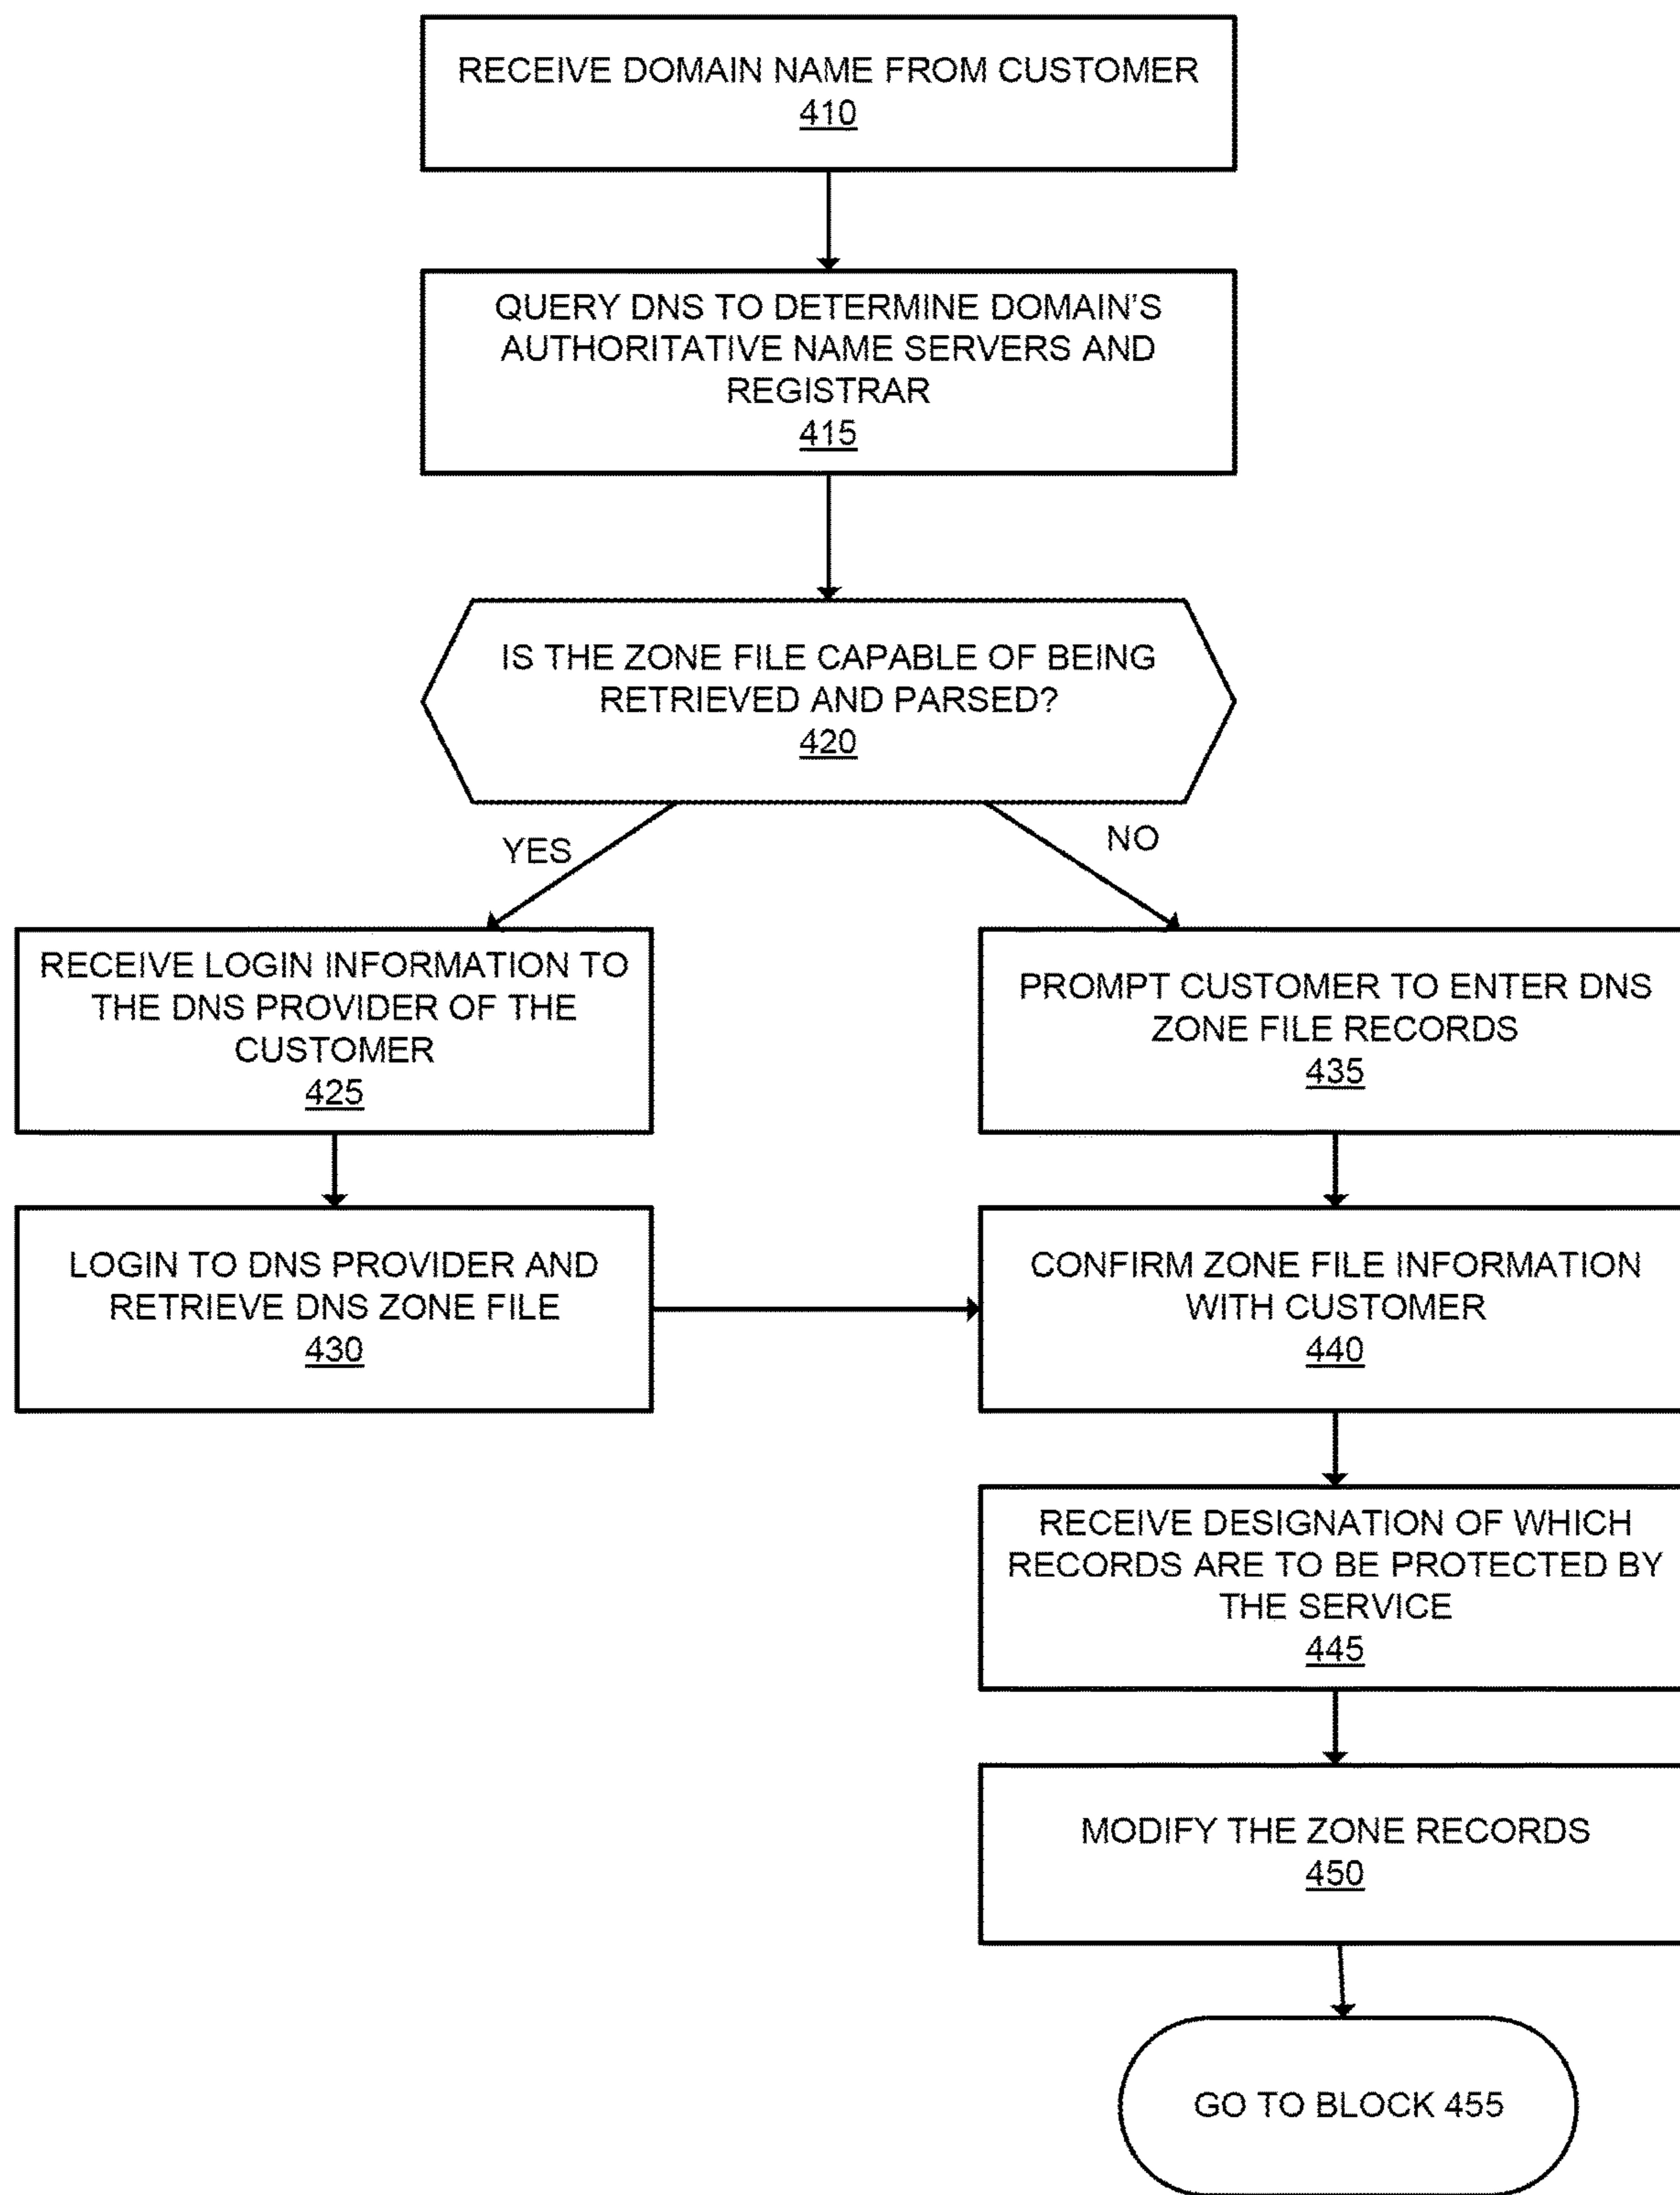 RECEIVE DOMAIN NAME FROM CUSTOMER
410
QUERY DNS TO DETERMINE DOMAIN'S
AUTHORITATIVE NAME SERVERS AND
REGISTRAR
415
IS THE ZONE FILE CAPABLE OF BEING
RETRIEVED AND PARSED?
420
YES
NO
RECEIVE LOGIN INFORMATION TO
THE DNS PROVIDER OF THE
CUSTOMER
425
PROMPT CUSTOMER TO ENTER DNS
ZONE FILE RECORDS
435
LOGIN TO DNS PROVIDER AND
RETRIEVE DNS ZONE FILE
430
CONFIRM ZONE FILE INFORMATION
WITH CUSTOMER
440
RECEIVE DESIGNATION OF WHICH
RECORDS ARE TO BE PROTECTED BY
THE SERVICE
445
MODIFY THE ZONE RECORDS
450
GO TO BLOCK 455